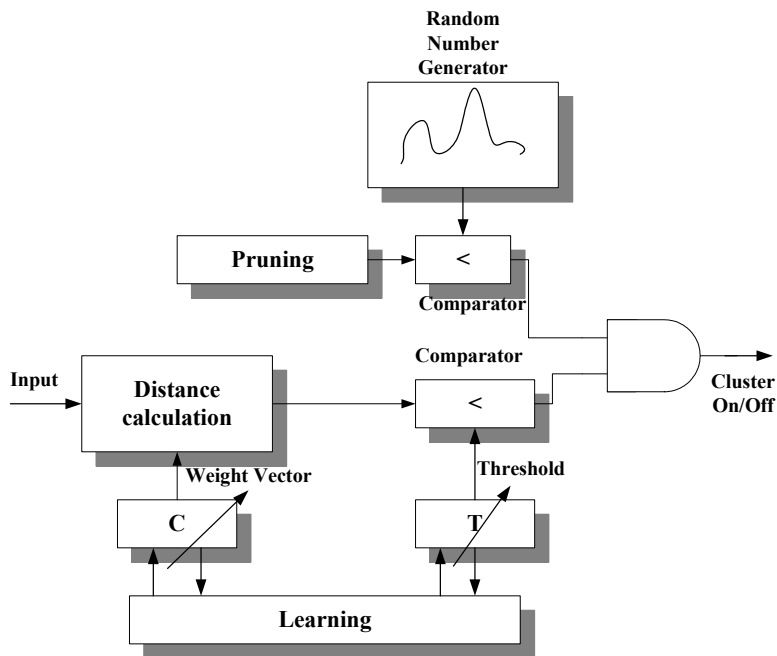 Random
Number
Generator
Pruning
<
Comparator
Comparator
Input
Distance
calculation
<
Cluster
On/Off
Weight Vector
Threshold
C
T
Learning